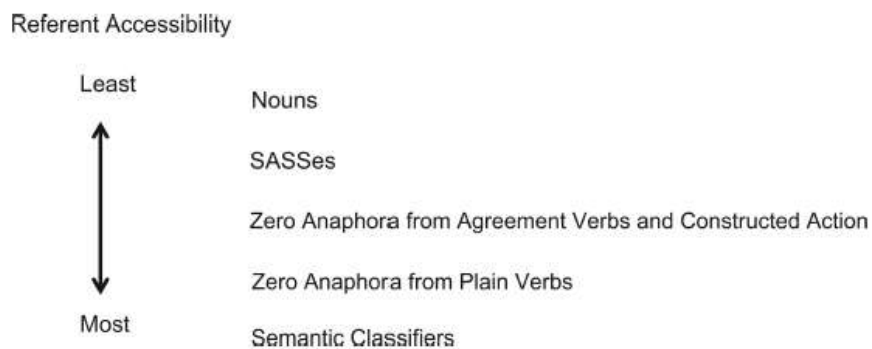 Referent Accessibility
Least
Nouns
SASSes
Zero Anaphora from Agreement Verbs and Constructed Action
Zero Anaphora from Plain Verbs
Most
Semantic Classifiers